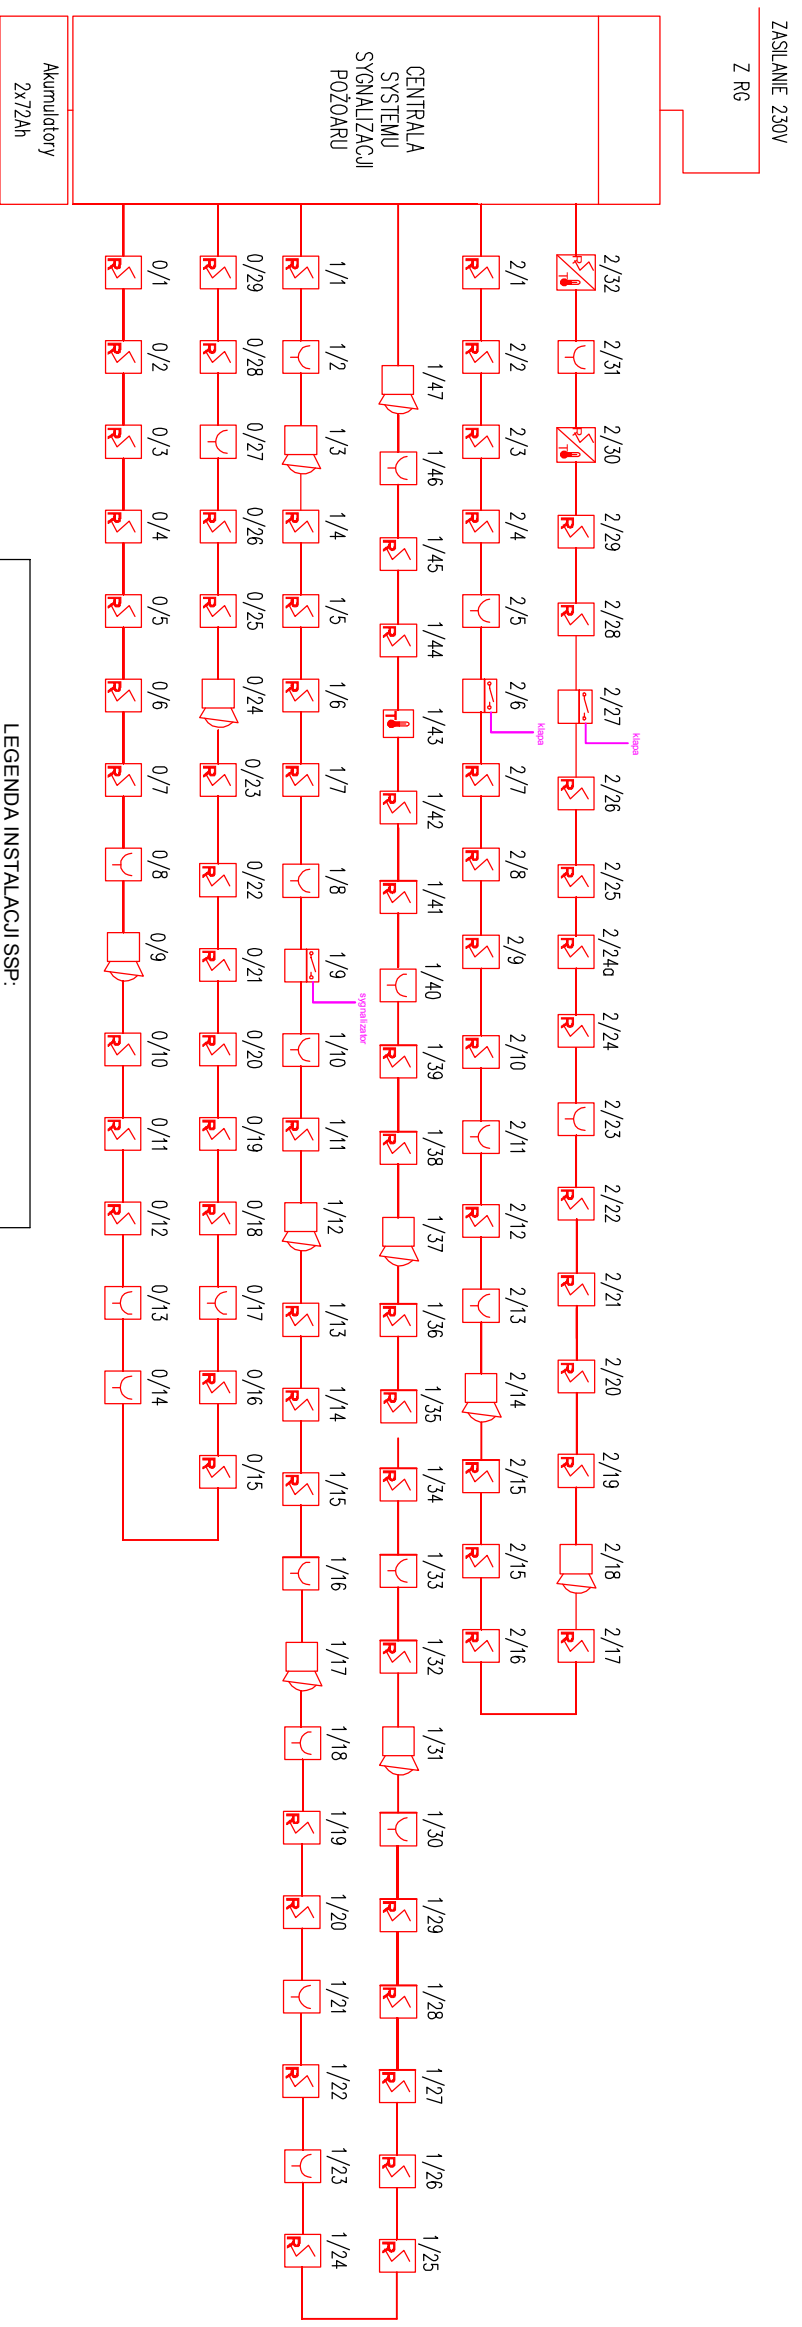 ZASILANIE 230V
Z RG
CENTRALA
SYSTEMU
SYGNALIZACJI
POŻOARU
Akumulatory
2x72Ah
2/32 2/31 2/30 2/29 2/28 2/27 2/26 2/25 2/24a 2/24 2/23 2/22 2/21 2/20 2/19 2/18 2/17
klapa
R T R T R R R R R R R R R R R
2/1 2/2 2/3 2/4 2/5 2/6 2/7 2/8 2/9 2/10 2/11 2/12 2/13 2/14 2/15 2/15 2/16
klapa
R R R R R R R R R R R R
1/47 1/46 1/45 1/44 1/43 1/42 1/41 1/40 1/39 1/38 1/37 1/36 1/35 1/34 1/33 1/32 1/31 1/30 1/29 1/28 1/27 1/26 1/25
R R T R R R R R R R R R R R R R
1/1 1/2 1/3 1/4 1/5 1/6 1/7 1/8 1/9 1/10 1/11 1/12 1/13 1/14 1/15 1/16 1/17 1/18 1/19 1/20 1/21 1/22 1/23 1/24
sygnalizator
R R R R R R R R R R R R R
0/29 0/28 0/27 0/26 0/25 0/24 0/23 0/22 0/21 0/20 0/19 0/18 0/17 0/16 0/15
R R R R R R R R R R R R
0/1 0/2 0/3 0/4 0/5 0/6 0/7 0/8 0/9 0/10 0/11 0/12 0/13 0/14
R R R R R R R R R R
LEGENDA INSTALACJI SSP: